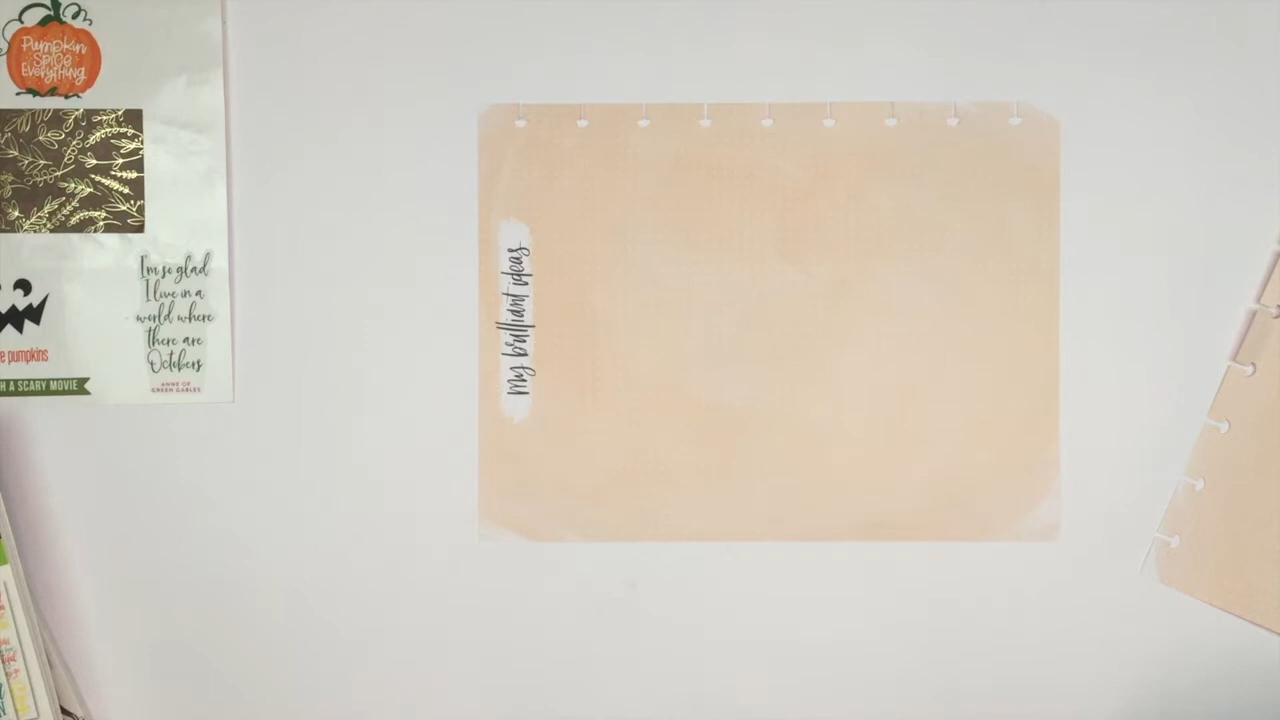 Pumpkin
Spice
Everything
I'm so glad
I live in a
world where
there are
Octobers
ANNE OF
GREEN GABLES
pumpkins
A SCARY MOVIE
My brilliant ideas